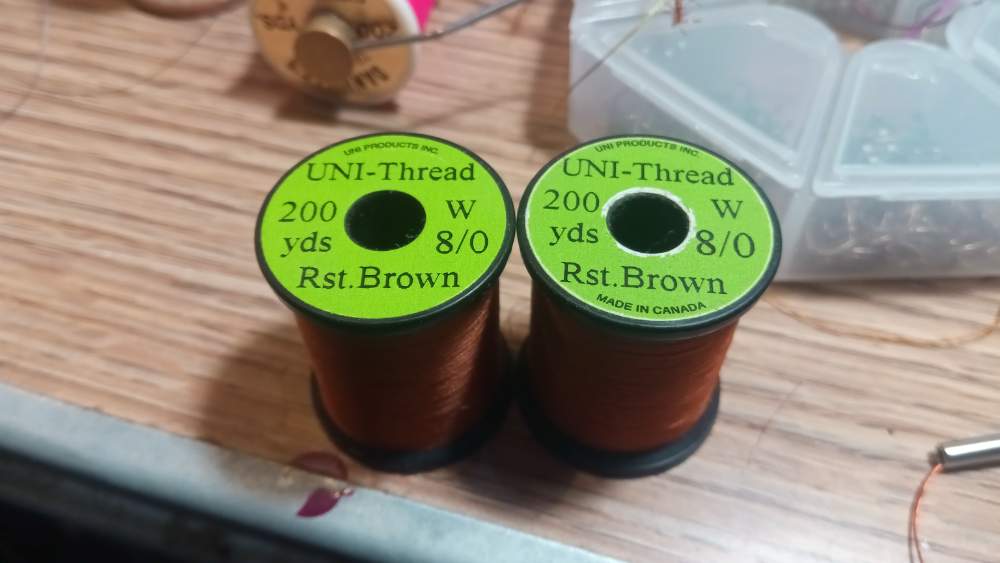 UNI PRODUCTS INC.
UNI-Thread
200 W
yds 8/0
Rst.Brown
UNI PRODUCTS INC.
UNI-Thread
200 W
yds 8/0
Rst.Brown
MADE IN CANADA